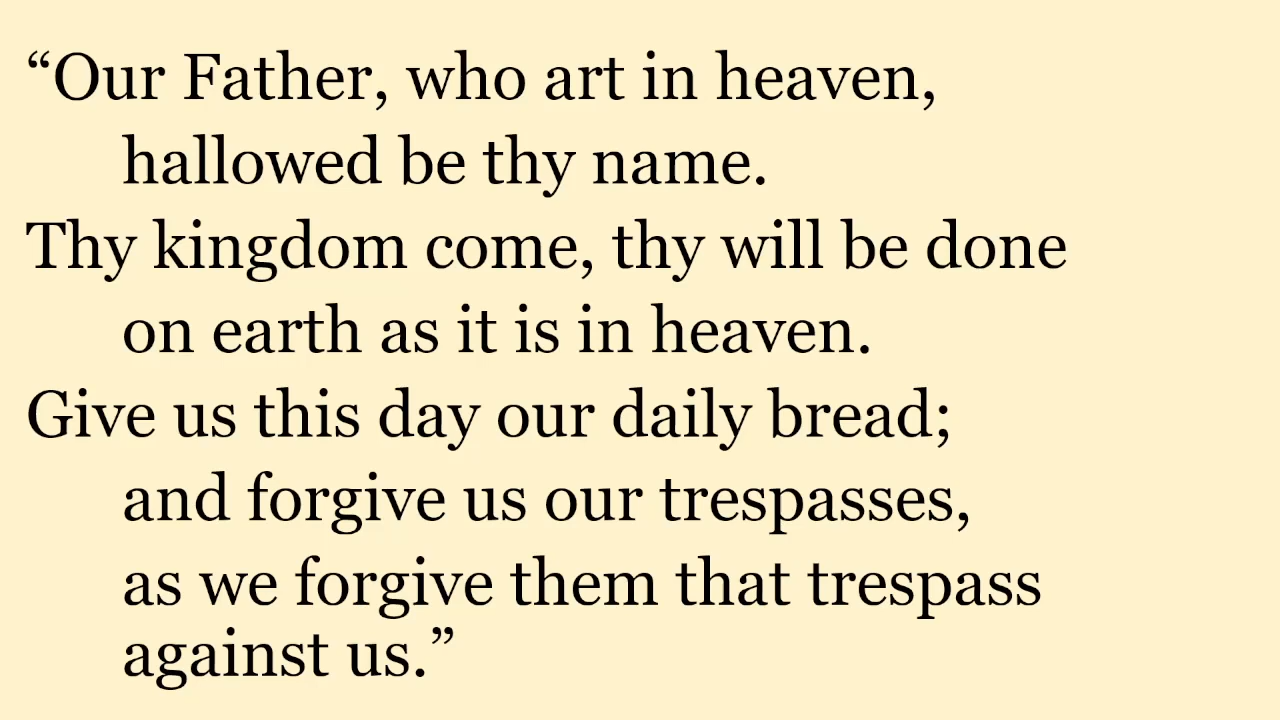 “Our Father, who art in heaven,
hallowed be thy name.
Thy kingdom come, thy will be done
on earth as it is in heaven.
Give us this day our daily bread;
and forgive us our trespasses,
as we forgive them that trespass
against us.”